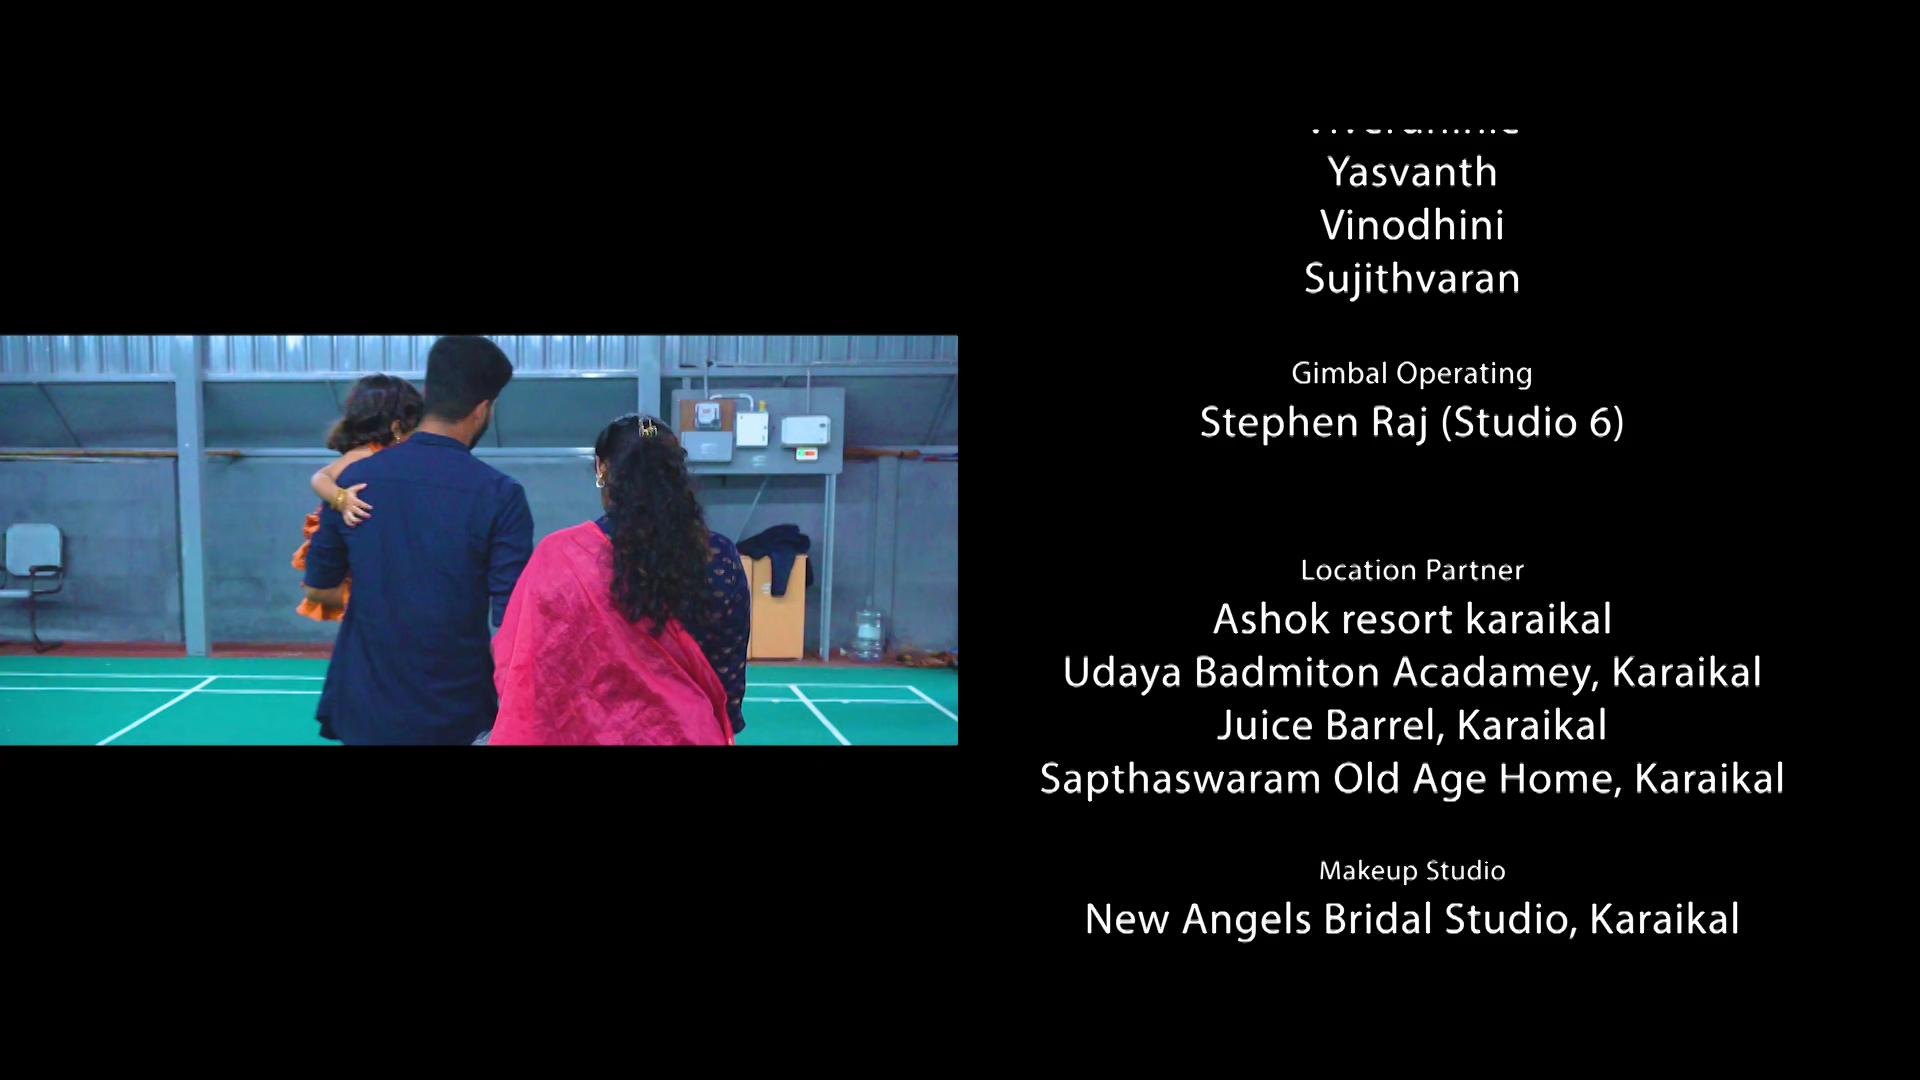 Yasvanth
Vinodhini
Sujithvaran
Gimbal Operating
Stephen Raj (Studio 6)
Location Partner
Ashok resort karaikal
Udaya Badmiton Acadamey, Karaikal
Juice Barrel, Karaikal
Sapthaswaram Old Age Home, Karaikal
Makeup Studio
New Angels Bridal Studio, Karaikal